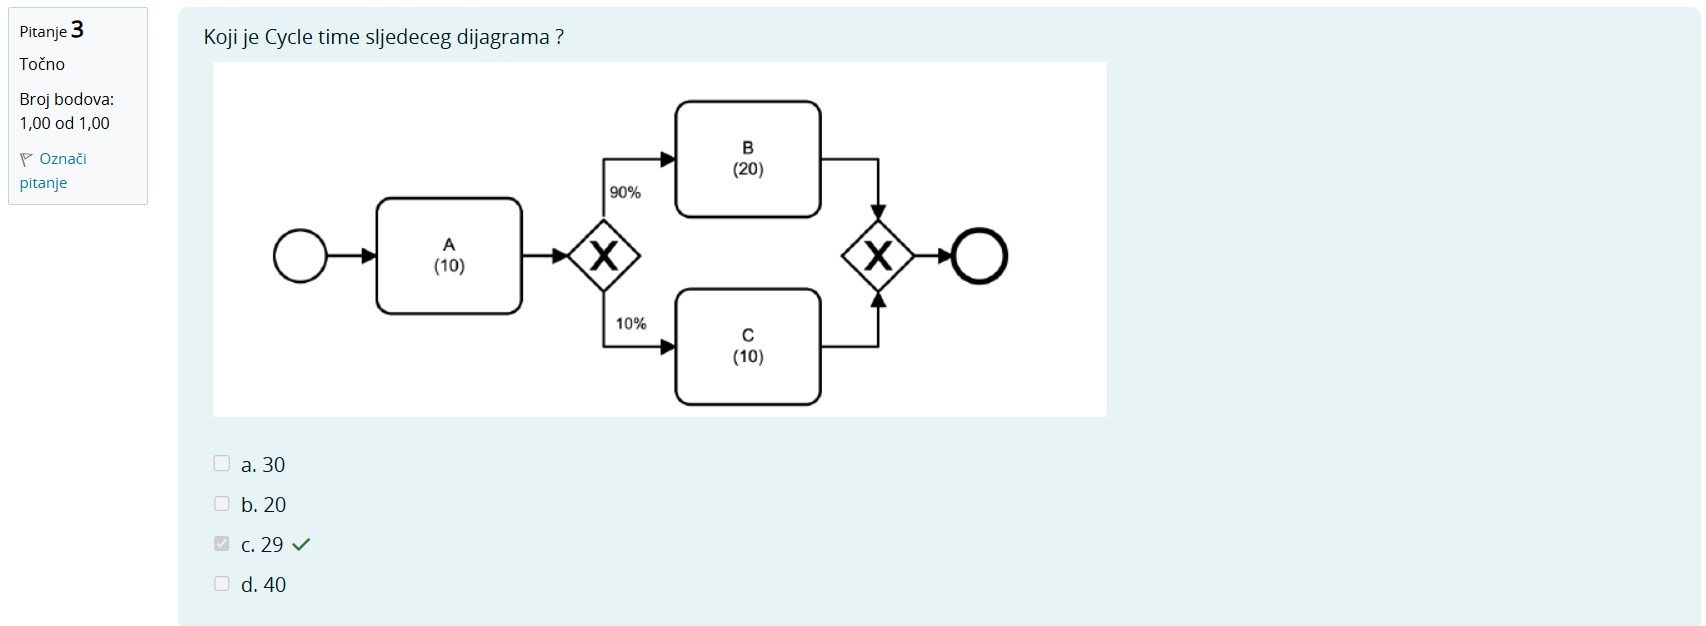 Pitanje 3
Točno
Broj bodova:
1,00 od 1,00
Označi
pitanje
Koji je Cycle time sljedeceg dijagrama ?
A
(10)
X
90%
10%
B
(20)
C
(10)
X
a. 30
b. 20
c. 29
d. 40